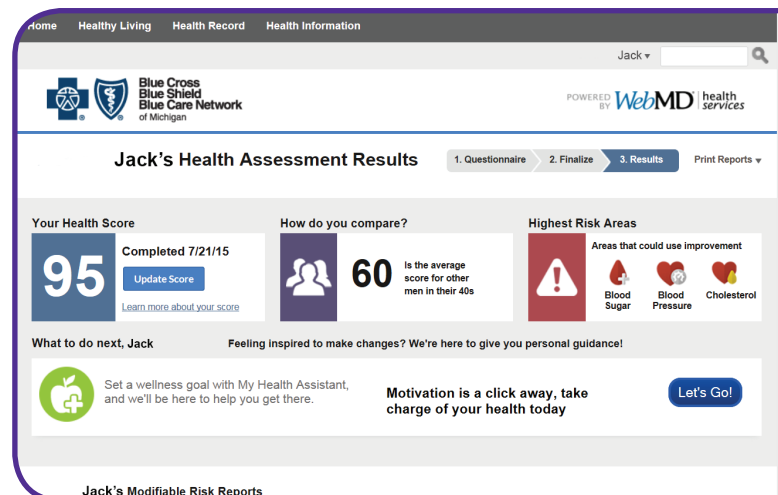 Home Healthy Living Health Record Health Information
Jack
Blue Cross
Blue Shield
Blue Care Network
of Michigan
POWERED BY WebMD health services
Jack's Health Assessment Results
1. Questionnaire 2. Finalize 3. Results Print Reports
Your Health Score
95
Completed 7/21/15
Update Score
Learn more about your score
How do you compare?
60
Is the average
score for other
men in their 40s
Highest Risk Areas
Areas that could use improvement
Blood
Sugar
Blood
Pressure
Cholesterol
What to do next, Jack
Feeling inspired to make changes? We're here to give you personal guidance!
Set a wellness goal with My Health Assistant,
and we'll be here to help you get there.
Motivation is a click away, take
charge of your health today
Let's Go!
Jack's Modifiable Risk Reports